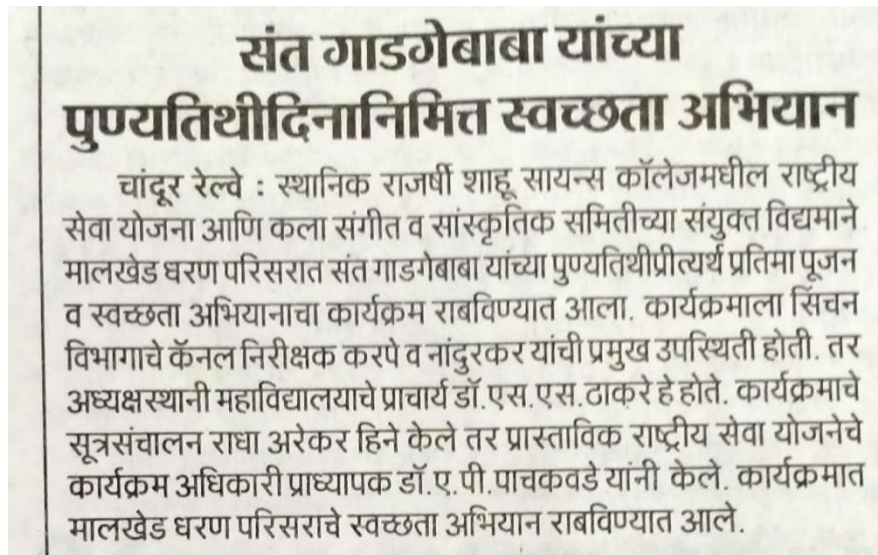 संत गाडगेबाबा यांच्या
पुण्यतिथीदिनानिमित्त स्वच्छता अभियान
चांदूर रेल्वे : स्थानिक राजर्षी शाहू सायन्स कॉलेजमधील राष्ट्रीय
सेवा योजना आणि कला संगीत व सांस्कृतिक समितीच्या संयुक्त विद्यमाने
मालखेड धरण परिसरात संत गाडगेबाबा यांच्या पुण्यतिथीप्रीत्यर्थ प्रतिमा पूजन
व स्वच्छता अभियानाचा कार्यक्रम राबविण्यात आला. कार्यक्रमाला सिंचन
विभागाचे कॅनल निरीक्षक करपे व नांदुरकर यांची प्रमुख उपस्थिती होती. तर
अध्यक्षस्थानी महाविद्यालयाचे प्राचार्य डॉ.एस.एस.ठाकरे हे होते. कार्यक्रमाचे
सूत्रसंचालन राधा अरेकर हिने केले तर प्रास्ताविक राष्ट्रीय सेवा योजनेचे
कार्यक्रम अधिकारी प्राध्यापक डॉ.ए.पी.पाचकवडे यांनी केले. कार्यक्रमात
मालखेड धरण परिसराचे स्वच्छता अभियान राबविण्यात आले.